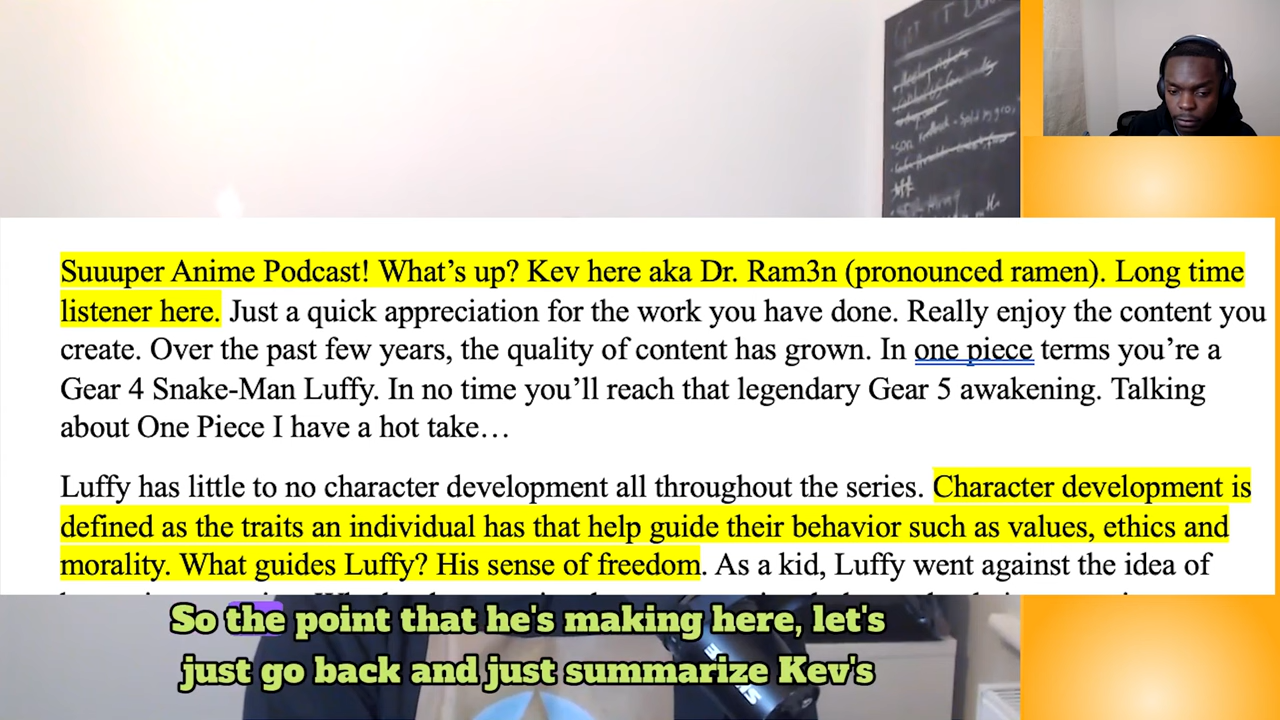 GET IT DONE
Suuuper Anime Podcast! What’s up? Kev here aka Dr. Ram3n (pronounced ramen). Long time
listener here. Just a quick appreciation for the work you have done. Really enjoy the content you
create. Over the past few years, the quality of content has grown. In one piece terms you’re a
Gear 4 Snake-Man Luffy. In no time you’ll reach that legendary Gear 5 awakening. Talking
about One Piece I have a hot take…
Luffy has little to no character development all throughout the series. Character development is
defined as the traits an individual has that help guide their behavior such as values, ethics and
morality. What guides Luffy? His sense of freedom. As a kid, Luffy went against the idea of
So the point that he's making here, let's
just go back and just summarize Kev's